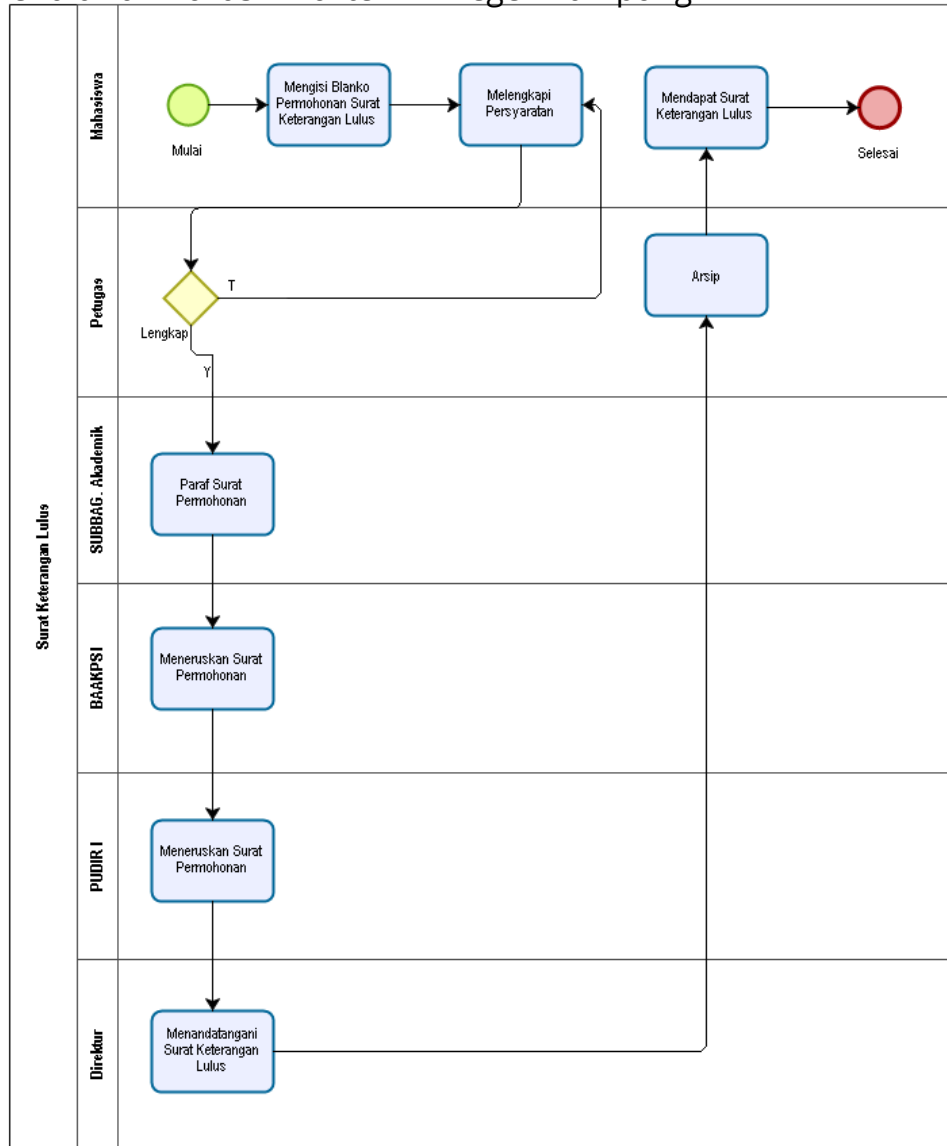 Surat Keterangan Lulus
Mahasiswa
Mulai
Mengisi Blanko
Permohonan Surat
Keterangan Lulus
Melengkapi
Persyaratan
Mendapat Surat
Keterangan Lulus
Selesai
Petugas
Lengkap
T
Y
Arsip
SUBBAG. Akademik
Paraf Surat
Permohonan
BAAKPSI
Meneruskan Surat
Permohonan
PUDIR I
Meneruskan Surat
Permohonan
Direktur
Menandatangani
Surat Keterangan
Lulus